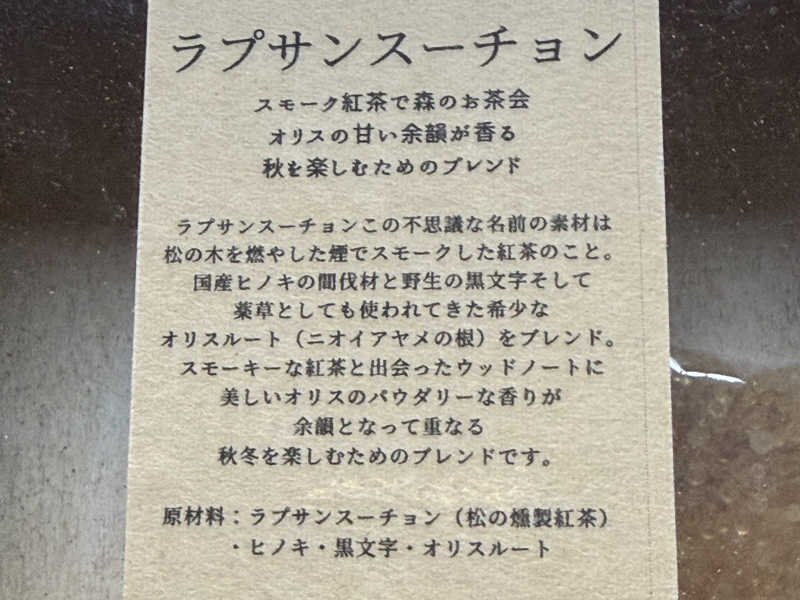 ラプサンスーチョン
スモーク紅茶で森のお茶会
オリスの甘い余韻が香る
秋を楽しむためのブレンド
ラプサンスーチョンこの不思議な名前の素材は
松の木を燃やした煙でスモークした紅茶のこと。
国産ヒノキの間伐材と野生の黒文字そして
薬草としても使われてきた希少な
オリスルート（ニオイアヤメの根）をブレンド。
スモーキーな紅茶と出会ったウッドノートに
美しいオリスのパウダリーな香りが
余韻となって重なる
秋冬を楽しむためのブレンドです。
原材料：ラプサンスーチョン（松の燻製紅茶）
・ヒノキ・黒文字・オリスルート